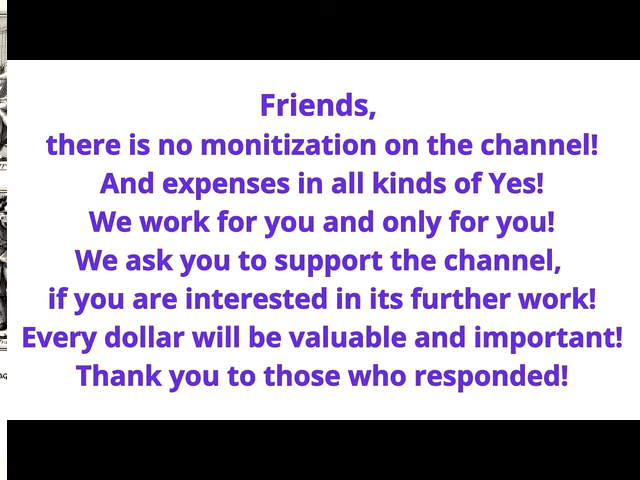 Friends,
there is no monitization on the channel!
And expenses in all kinds of Yes!
We work for you and only for you!
We ask you to support the channel,
if you are interested in its further work!
Every dollar will be valuable and important!
Thank you to those who responded!